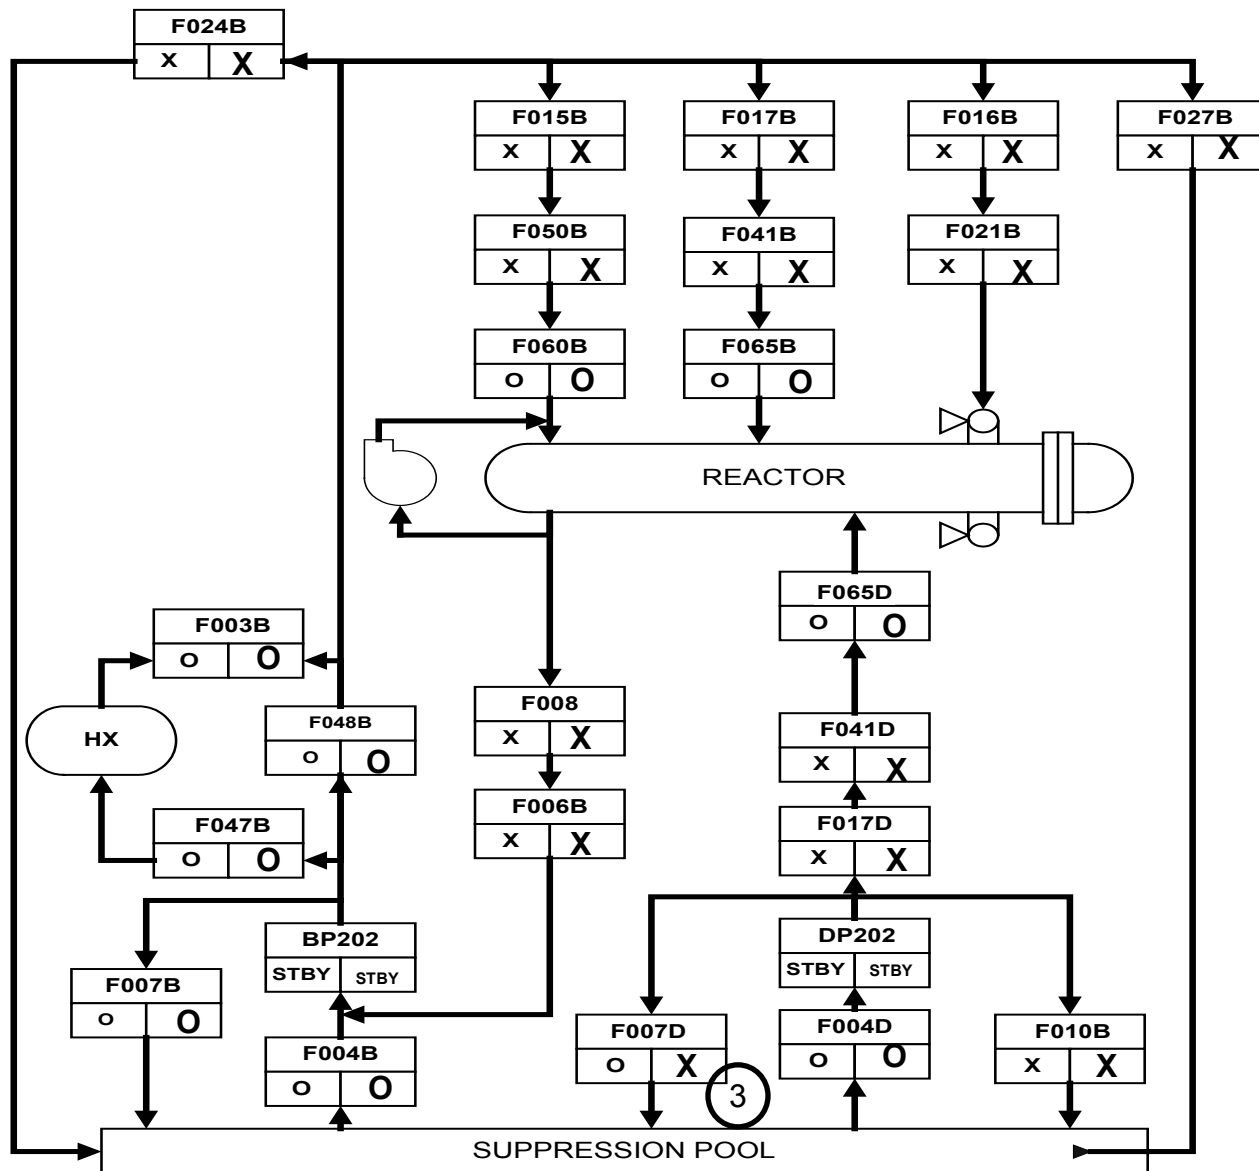 F024B
X X
F015B
X X
F017B
X X
F016B
X X
F027B
X X
F050B
X X
F041B
X X
F021B
X X
F060B
O O
F065B
O O
REACTOR
F065D
O O
F003B
O O
F008
X X
F048B
O O
HX
F041D
X X
F006B
X X
F047B
O O
F017D
X X
BP202
STBY STBY
DP202
STBY STBY
F007B
O O
F004B
O O
F007D
O X
F004D
O O
F010B
X X
3
SUPPRESSION POOL